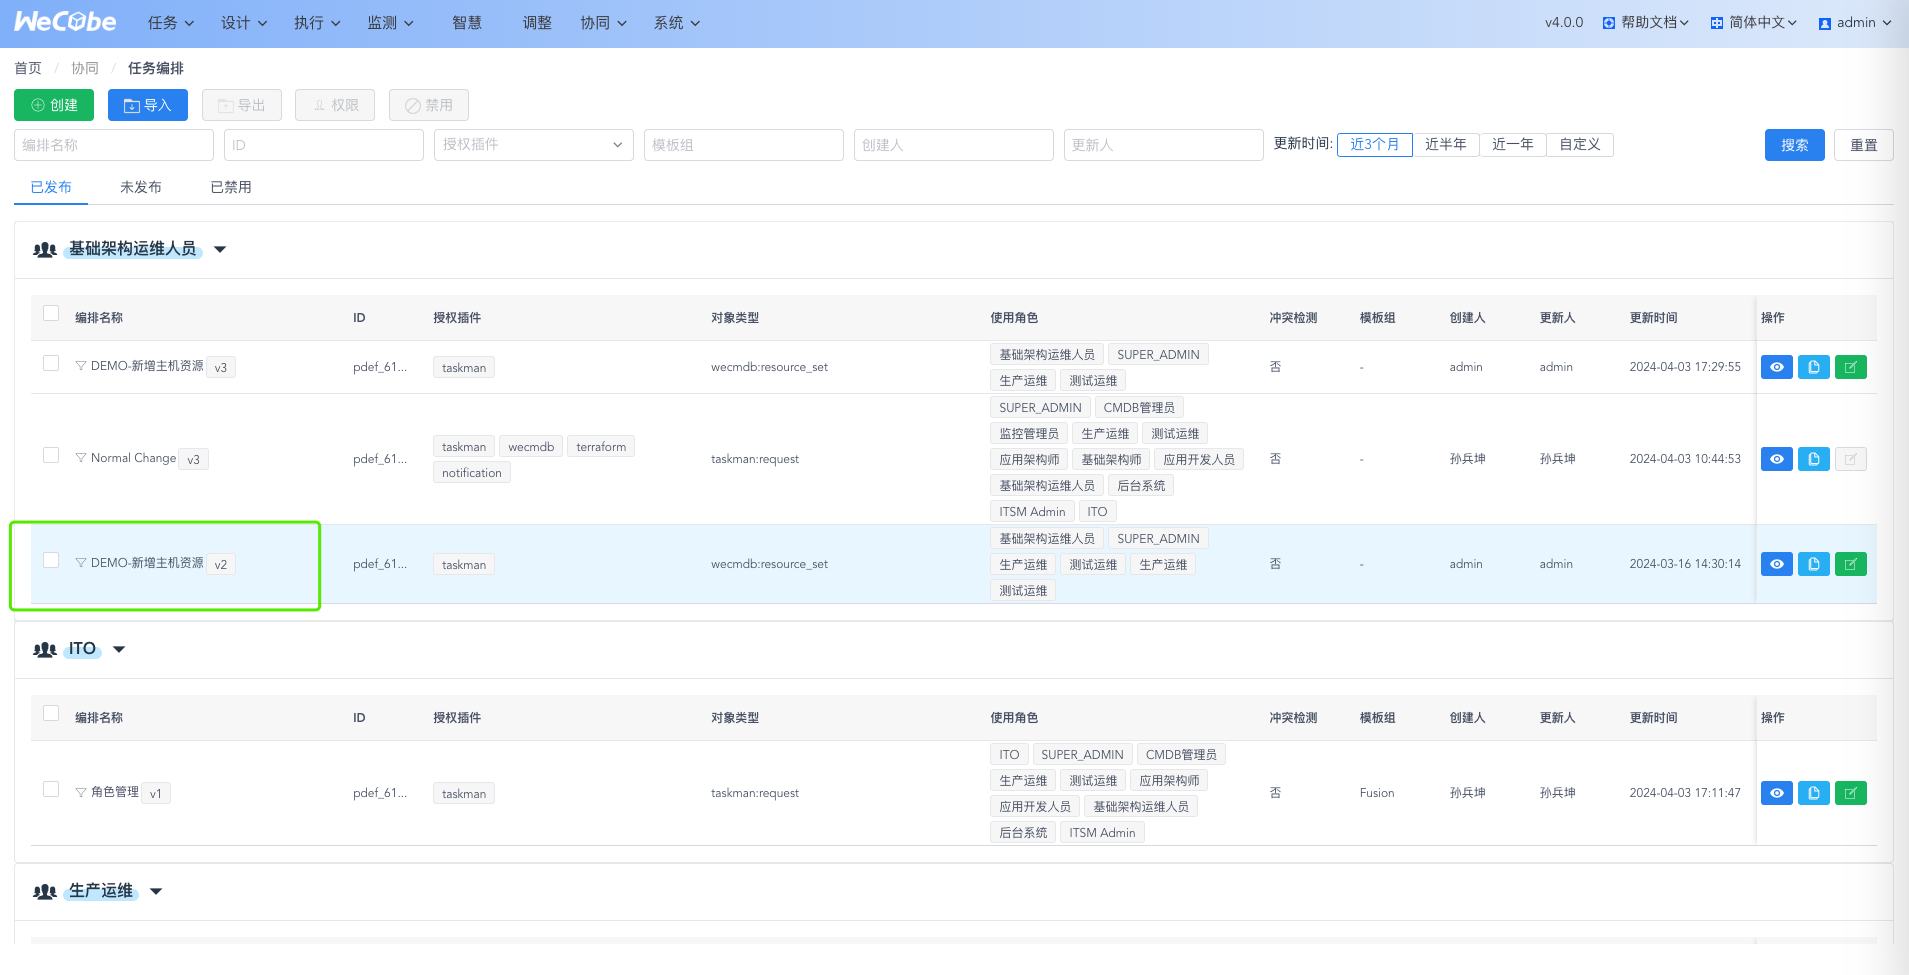 WeCube 任务 设计 执行 监测 智慧 调整 协同 系统 v4.0.0 帮助文档 简体中文 admin
首页 / 协同 / 任务编排
创建 导入 导出 权限 禁用
编排名称 ID 授权插件 模板组 创建人 更新人 更新时间: 近3个月 近半年 近一年 自定义 搜索 重置
已发布 未发布 已禁用
基础架构运维人员
编排名称 ID 授权插件 对象类型 使用角色 冲突检测 模板组 创建人 更新人 更新时间 操作
DEMO-新增主机资源 v3 pdef_61... taskman wecmdb:resource_set 基础架构运维人员 SUPER_ADMIN 否 - admin admin 2024-04-03 17:29:55
生产运维 测试运维
SUPER_ADMIN CMDB管理员
监控管理员 生产运维 测试运维
Normal Change v3 pdef_61... taskman wecmdb terraform taskman:request 应用架构师 基础架构师 应用开发人员 否 - 孙兵坤 孙兵坤 2024-04-03 10:44:53
notification 基础架构运维人员 后台系统
ITSM Admin ITO
基础架构运维人员 SUPER_ADMIN
DEMO-新增主机资源 v2 pdef_61... taskman wecmdb:resource_set 生产运维 测试运维 生产运维 否 - admin admin 2024-03-16 14:30:14
测试运维
ITO
编排名称 ID 授权插件 对象类型 使用角色 冲突检测 模板组 创建人 更新人 更新时间 操作
ITO SUPER_ADMIN CMDB管理员
生产运维 测试运维 应用架构师
角色管理 v1 pdef_61... taskman taskman:request 应用开发人员 基础架构运维人员 否 Fusion 孙兵坤 孙兵坤 2024-04-03 17:11:47
后台系统 ITSM Admin
生产运维